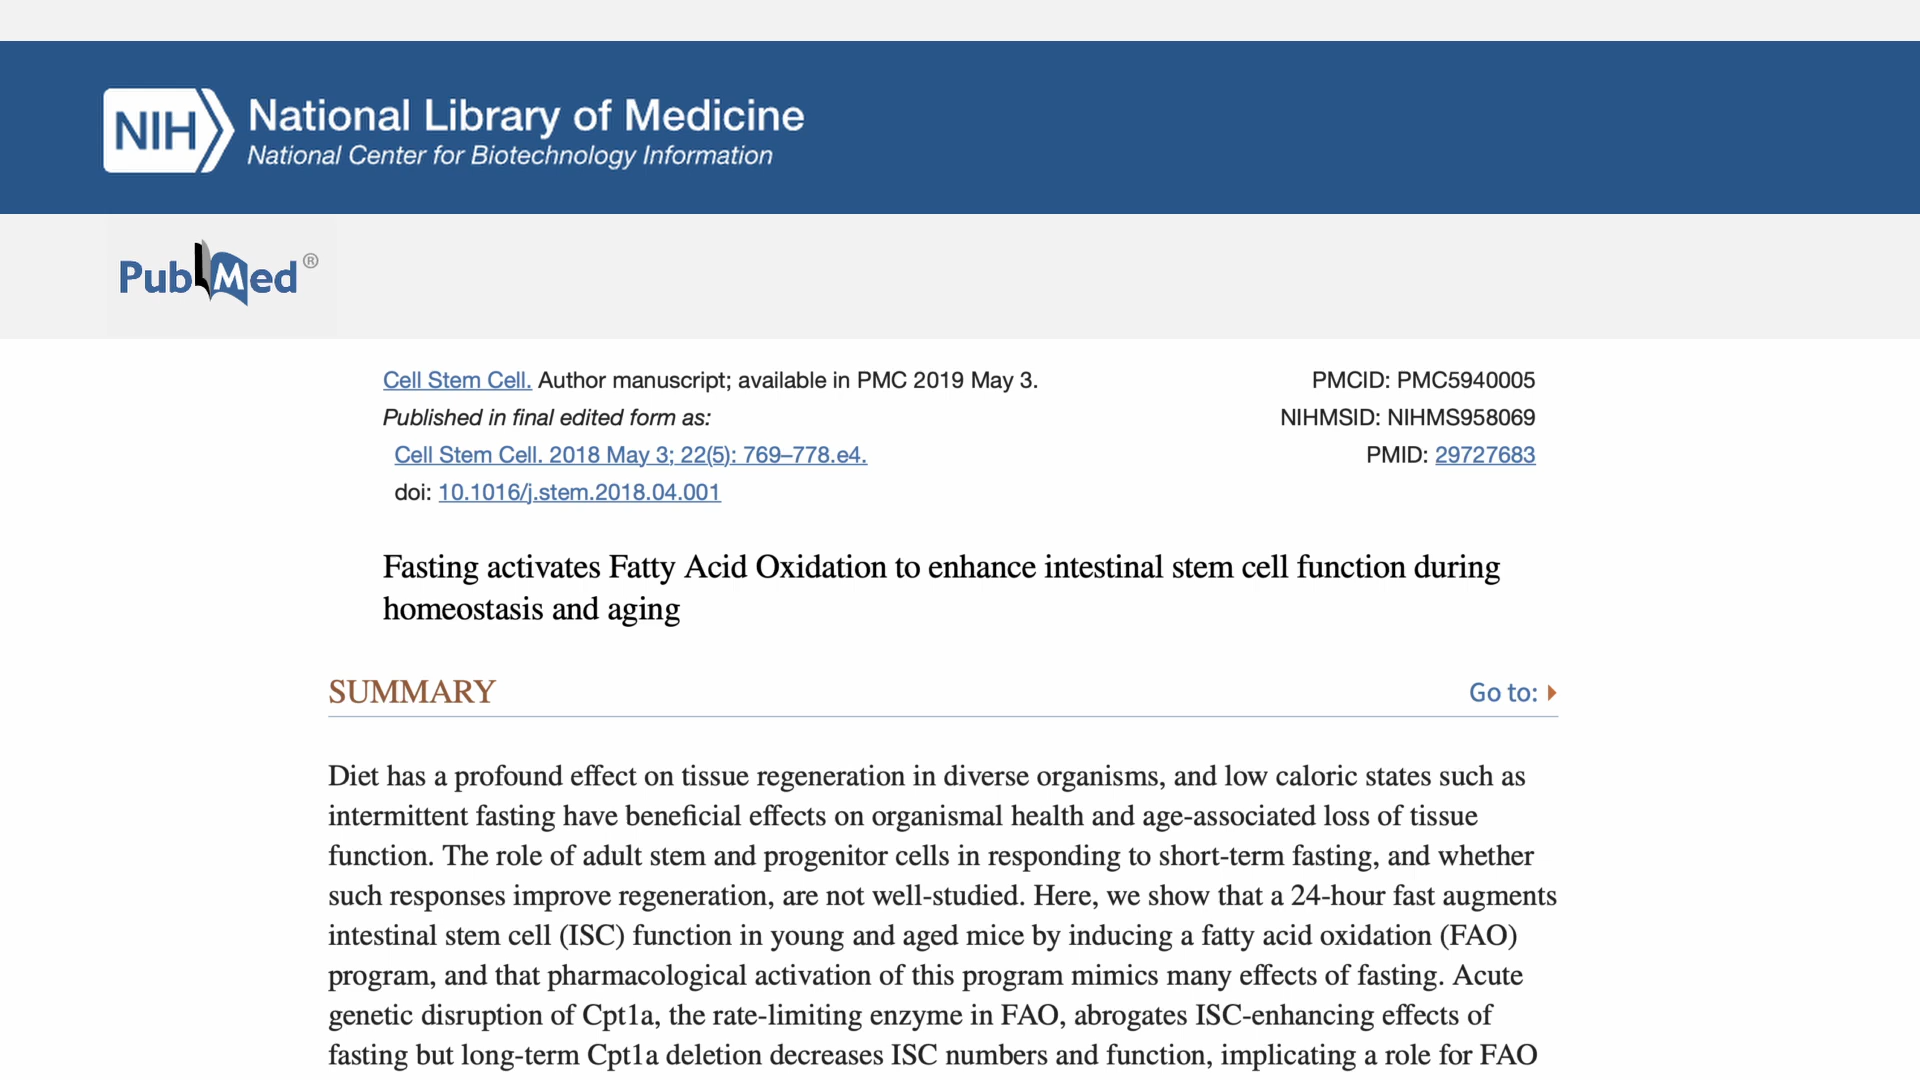 NIH National Library of Medicine
National Center for Biotechnology Information
PubMed®
Cell Stem Cell. Author manuscript; available in PMC 2019 May 3.
Published in final edited form as:
Cell Stem Cell. 2018 May 3; 22(5): 769–778.e4.
doi: 10.1016/j.stem.2018.04.001
PMCID: PMC5940005
NIHMSID: NIHMS958069
PMID: 29727683
Fasting activates Fatty Acid Oxidation to enhance intestinal stem cell function during
homeostasis and aging
SUMMARY
Go to:
Diet has a profound effect on tissue regeneration in diverse organisms, and low caloric states such as
intermittent fasting have beneficial effects on organismal health and age-associated loss of tissue
function. The role of adult stem and progenitor cells in responding to short-term fasting, and whether
such responses improve regeneration, are not well-studied. Here, we show that a 24-hour fast augments
intestinal stem cell (ISC) function in young and aged mice by inducing a fatty acid oxidation (FAO)
program, and that pharmacological activation of this program mimics many effects of fasting. Acute
genetic disruption of Cpt1a, the rate-limiting enzyme in FAO, abrogates ISC-enhancing effects of
fasting but long-term Cpt1a deletion decreases ISC numbers and function, implicating a role for FAO